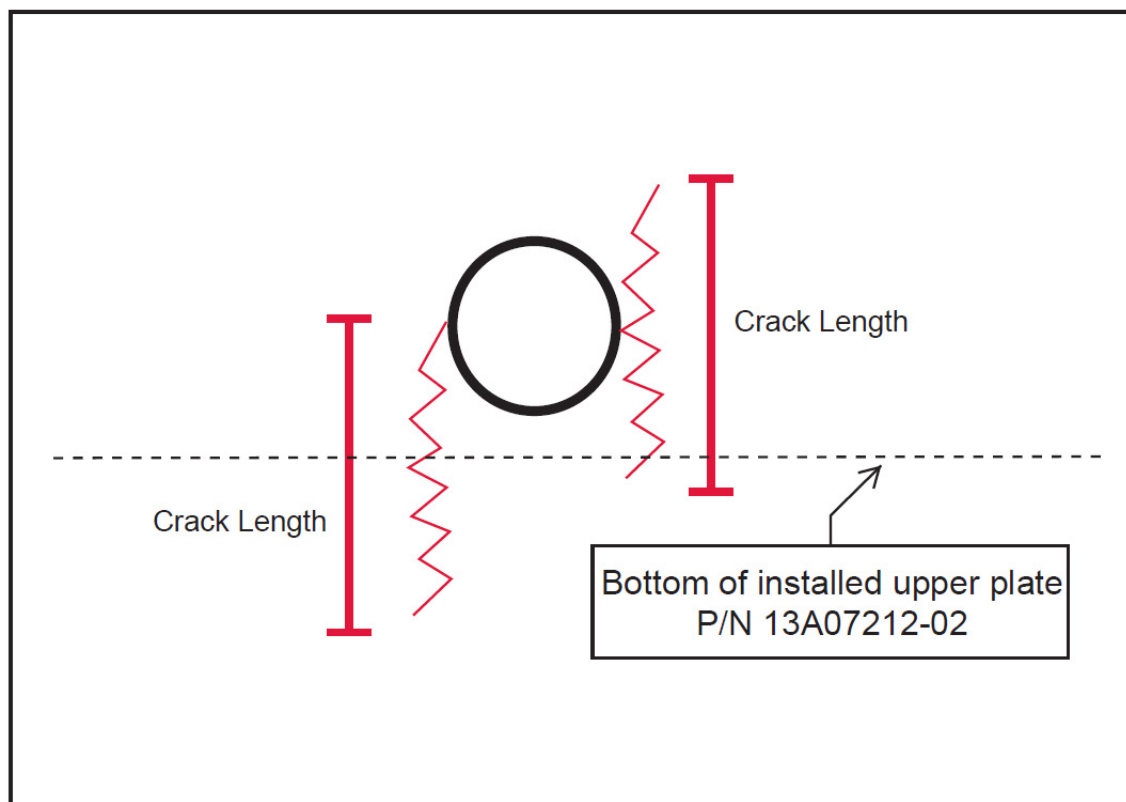 Crack Length
Crack Length
Bottom of installed upper plate
P/N 13A07212-02